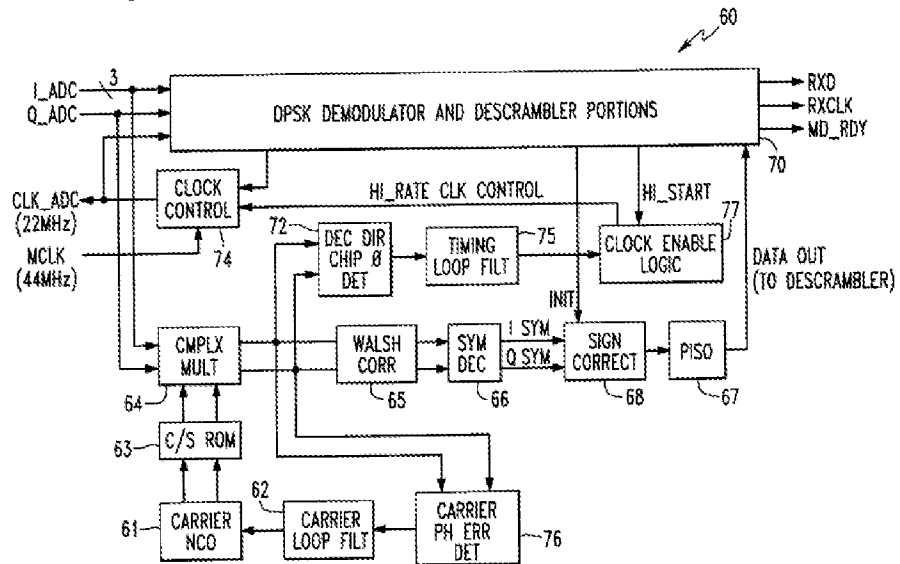 60
I_ADC
3
Q_ADC
DPSK DEMODULATOR AND DESCRAMBLER PORTIONS
RXD
RXCLK
MD_RDY
70
CLK_ADC
(22MHz)
MCLK
(44MHz)
CLOCK
CONTROL
74
HI_RATE CLK CONTROL
HI_START
77
72
DEC DIR
CHIP Ø
DET
75
TIMING
LOOP FILT
CLOCK ENABLE
LOGIC
DATA OUT
(TO DESCRAMBLER)
INIT
CMPLX
MULT
64
WALSH
CORR
65
SYM
DEC
66
I SYM
Q SYM
SIGN
CORRECT
68
PISO
67
63
C/S ROM
61
CARRIER
NCO
62
CARRIER
LOOP FILT
CARRIER
PH ERR
DET
76